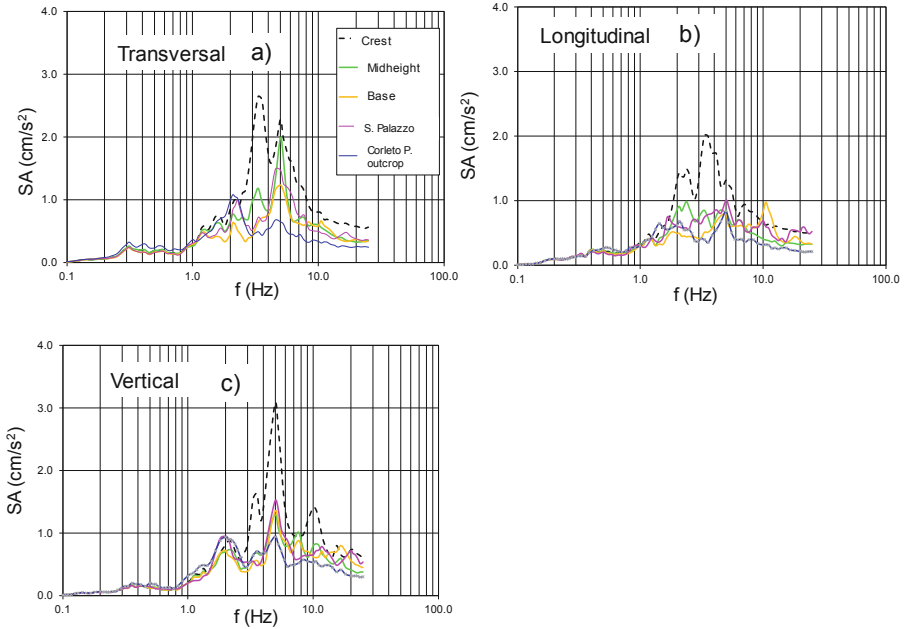 4.0
3.0
2.0
1.0
0.0
SA (cm/s²)
Transversal a)
Crest
Midheight
Base
S. Palazzo
Corleto P.
outcrop
0.1 1.0 10.0 100.0
f (Hz)
4.0
3.0
2.0
1.0
0.0
SA (cm/s²)
Longitudinal b)
0.1 1.0 10.0 100.0
f (Hz)
4.0
3.0
2.0
1.0
0.0
SA (cm/s²)
Vertical c)
0.1 1.0 10.0 100.0
f (Hz)